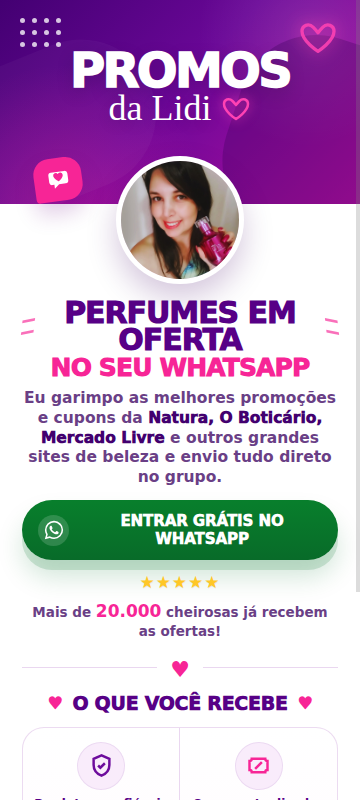 PROMOS
da Lidi
PERFUMES EM
OFERTA
NO SEU WHATSAPP
Eu garimpo as melhores promoções
e cupons da Natura, O Boticário,
Mercado Livre e outros grandes
sites de beleza e envio tudo direto
no grupo.
ENTRAR GRÁTIS NO
WHATSAPP
★★★★★
Mais de 20.000 cheirosas já recebem
as ofertas!
O QUE VOCÊ RECEBE